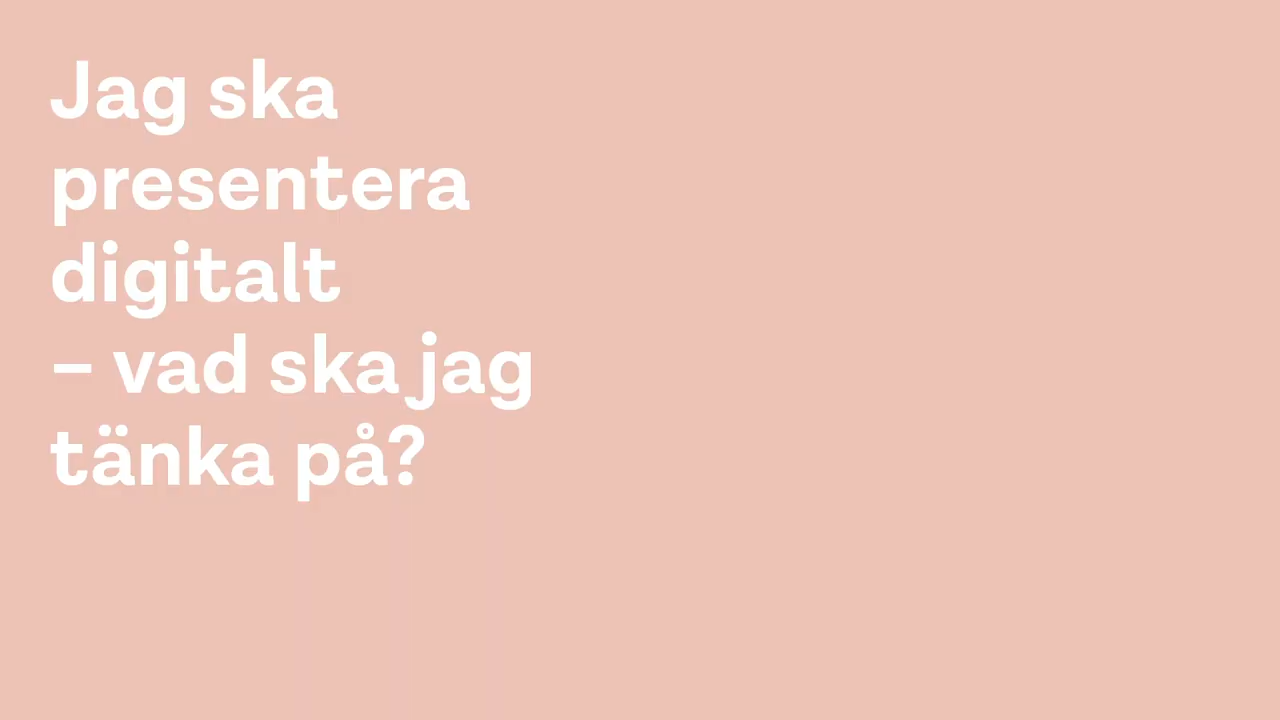 Jag ska
presentera
digitalt
– vad ska jag
tänka på?